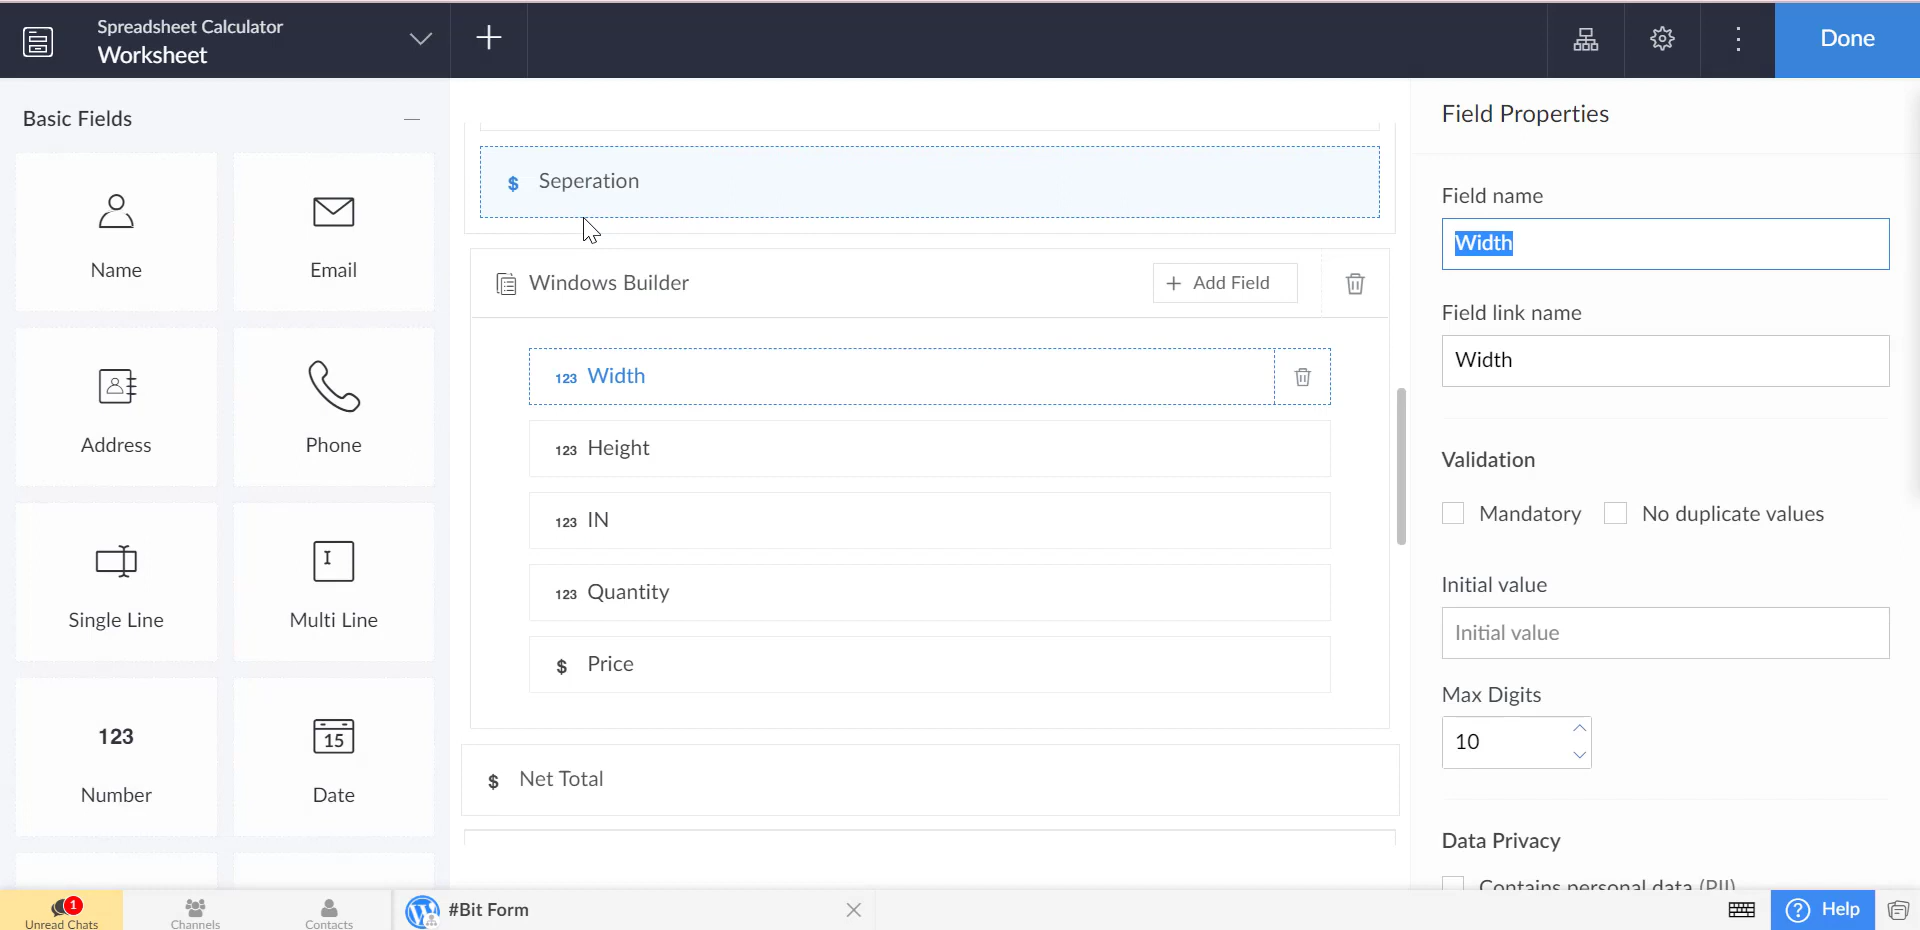 Spreadsheet Calculator
Worksheet
Done
Basic Fields
Name
Email
Address
Phone
Single Line
I
Multi Line
123
Number
15
Date
$ Seperation
Windows Builder
+ Add Field
123 Width
123 Height
123 IN
123 Quantity
$ Price
$ Net Total
Field Properties
Field name
Width
Field link name
Width
Validation
Mandatory
No duplicate values
Initial value
Initial value
Max Digits
10
Data Privacy
Contains personal data (PII)
1
Unread Chats
Channels
Contacts
#Bit Form
? Help